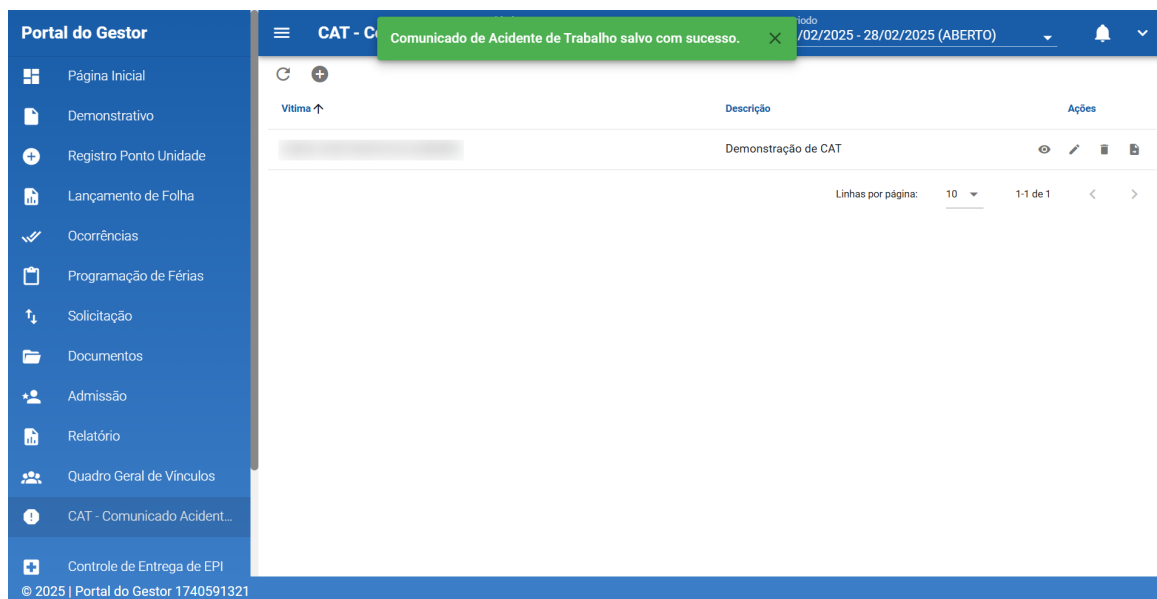 Portal do Gestor
Página Inicial
Demonstrativo
Registro Ponto Unidade
Lançamento de Folha
Ocorrências
Programação de Férias
Solicitação
Documentos
Admissão
Relatório
Quadro Geral de Vínculos
CAT - Comunicado Acident...
Controle de Entrega de EPI
© 2025 | Portal do Gestor 1740591321
CAT - C
Comunicado de Acidente de Trabalho salvo com sucesso.
/02/2025 - 28/02/2025 (ABERTO)
Vitima Descrição Ações
Demonstração de CAT
Linhas por página: 10 1-1 de 1